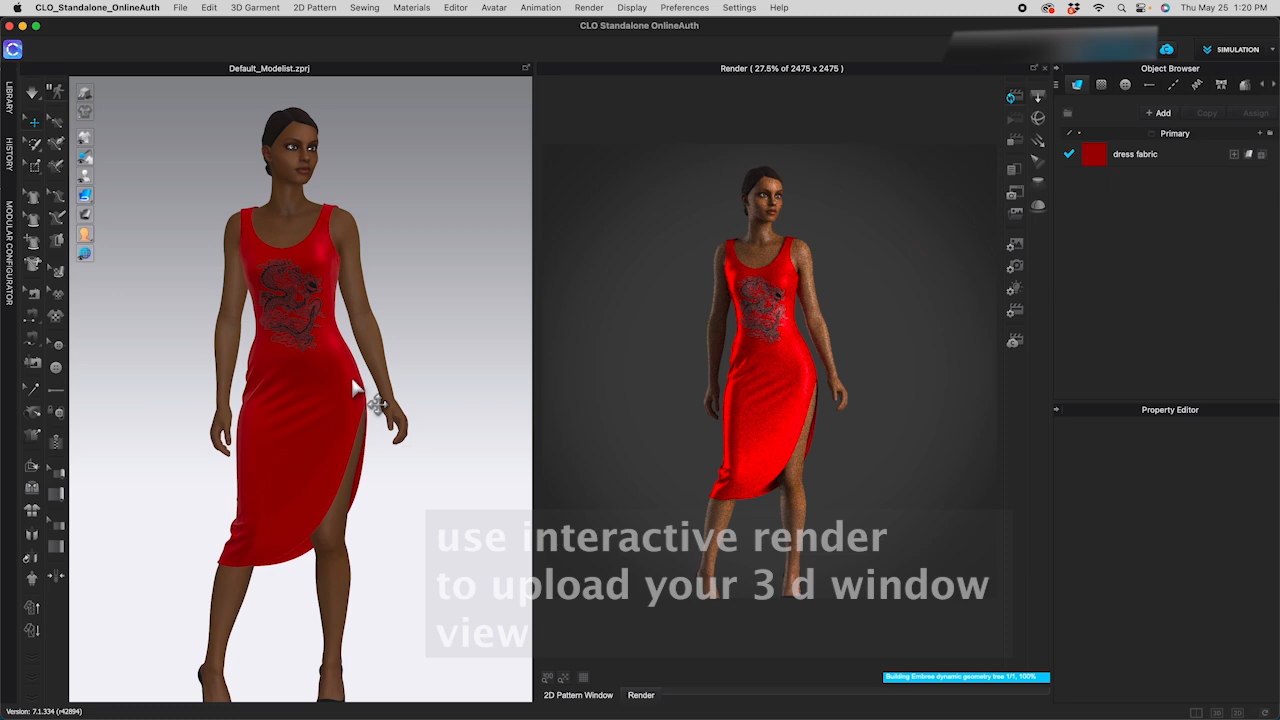 CLO_Standalone_OnlineAuth File Edit 3D Garment 2D Pattern Sewing Materials Editor Avatar Animation Render Display Preferences Settings Help Thu May 25 1:20 PM
CLO Standalone OnlineAuth
SIMULATION
Default_Modelist.zprj
Render ( 27.5% of 2475 x 2475 )
Object Browser
LIBRARY
HISTORY
MODULAR CONFIGURATOR
+ Add Copy Assign
Primary
dress fabric
Property Editor
use interactive render
to upload your 3 d window
view
Building Embree dynamic geometry tree 1/1, 100%
2D Pattern Window Render
Version: 7.1.334 (r42894)